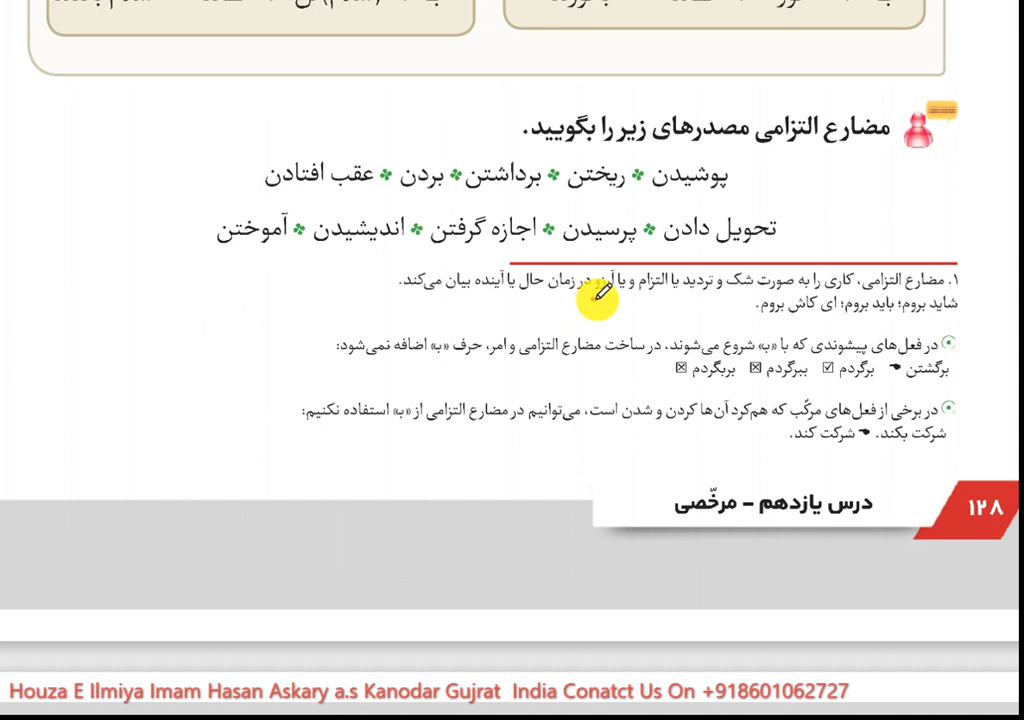 مضارع التزامی مصدرهای زیر را بگویید.
پوشیدن ریختن برداشتن بردن عقب افتادن
تحویل دادن پرسیدن اجازه گرفتن اندیشیدن آموختن
۱. مضارع التزامی، کاری را به صورت شک و تردید یا التزام و یا آرزو در زمان حال یا آینده بیان می‌کند.
شاید بروم؛ باید بروم؛ ای کاش بروم.
در فعل‌های پیشوندی که با «ب» شروع می‌شوند، در ساخت مضارع التزامی و امر، حرف «ب» اضافه نمی‌شود:
برگشتن ☚ برگردم ☑ ببرگردم ☒ بربگردم ☒
در برخی از فعل‌های مرکّب که هم‌کرد آن‌ها کردن و شدن است، می‌توانیم در مضارع التزامی از «ب» استفاده نکنیم:
شرکت بکند. ☚ شرکت کند.
درس یازدهم - مرخّصی
۱۲۸
Houza E Ilmiya Imam Hasan Askary a.s Kanodar Gujrat India Conatct Us On +918601062727